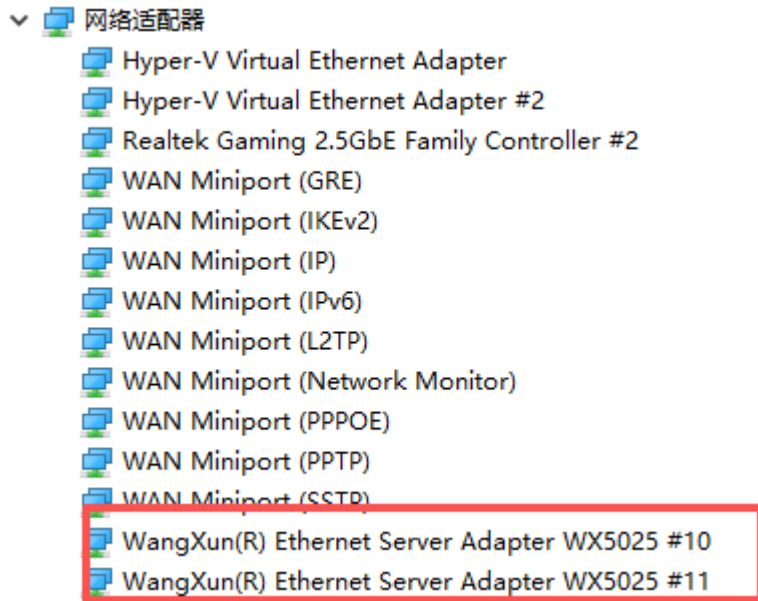 网络适配器
Hyper-V Virtual Ethernet Adapter
Hyper-V Virtual Ethernet Adapter #2
Realtek Gaming 2.5GbE Family Controller #2
WAN Miniport (GRE)
WAN Miniport (IKEv2)
WAN Miniport (IP)
WAN Miniport (IPv6)
WAN Miniport (L2TP)
WAN Miniport (Network Monitor)
WAN Miniport (PPPOE)
WAN Miniport (PPTP)
WAN Miniport (SSTP)
WangXun(R) Ethernet Server Adapter WX5025 #10
WangXun(R) Ethernet Server Adapter WX5025 #11